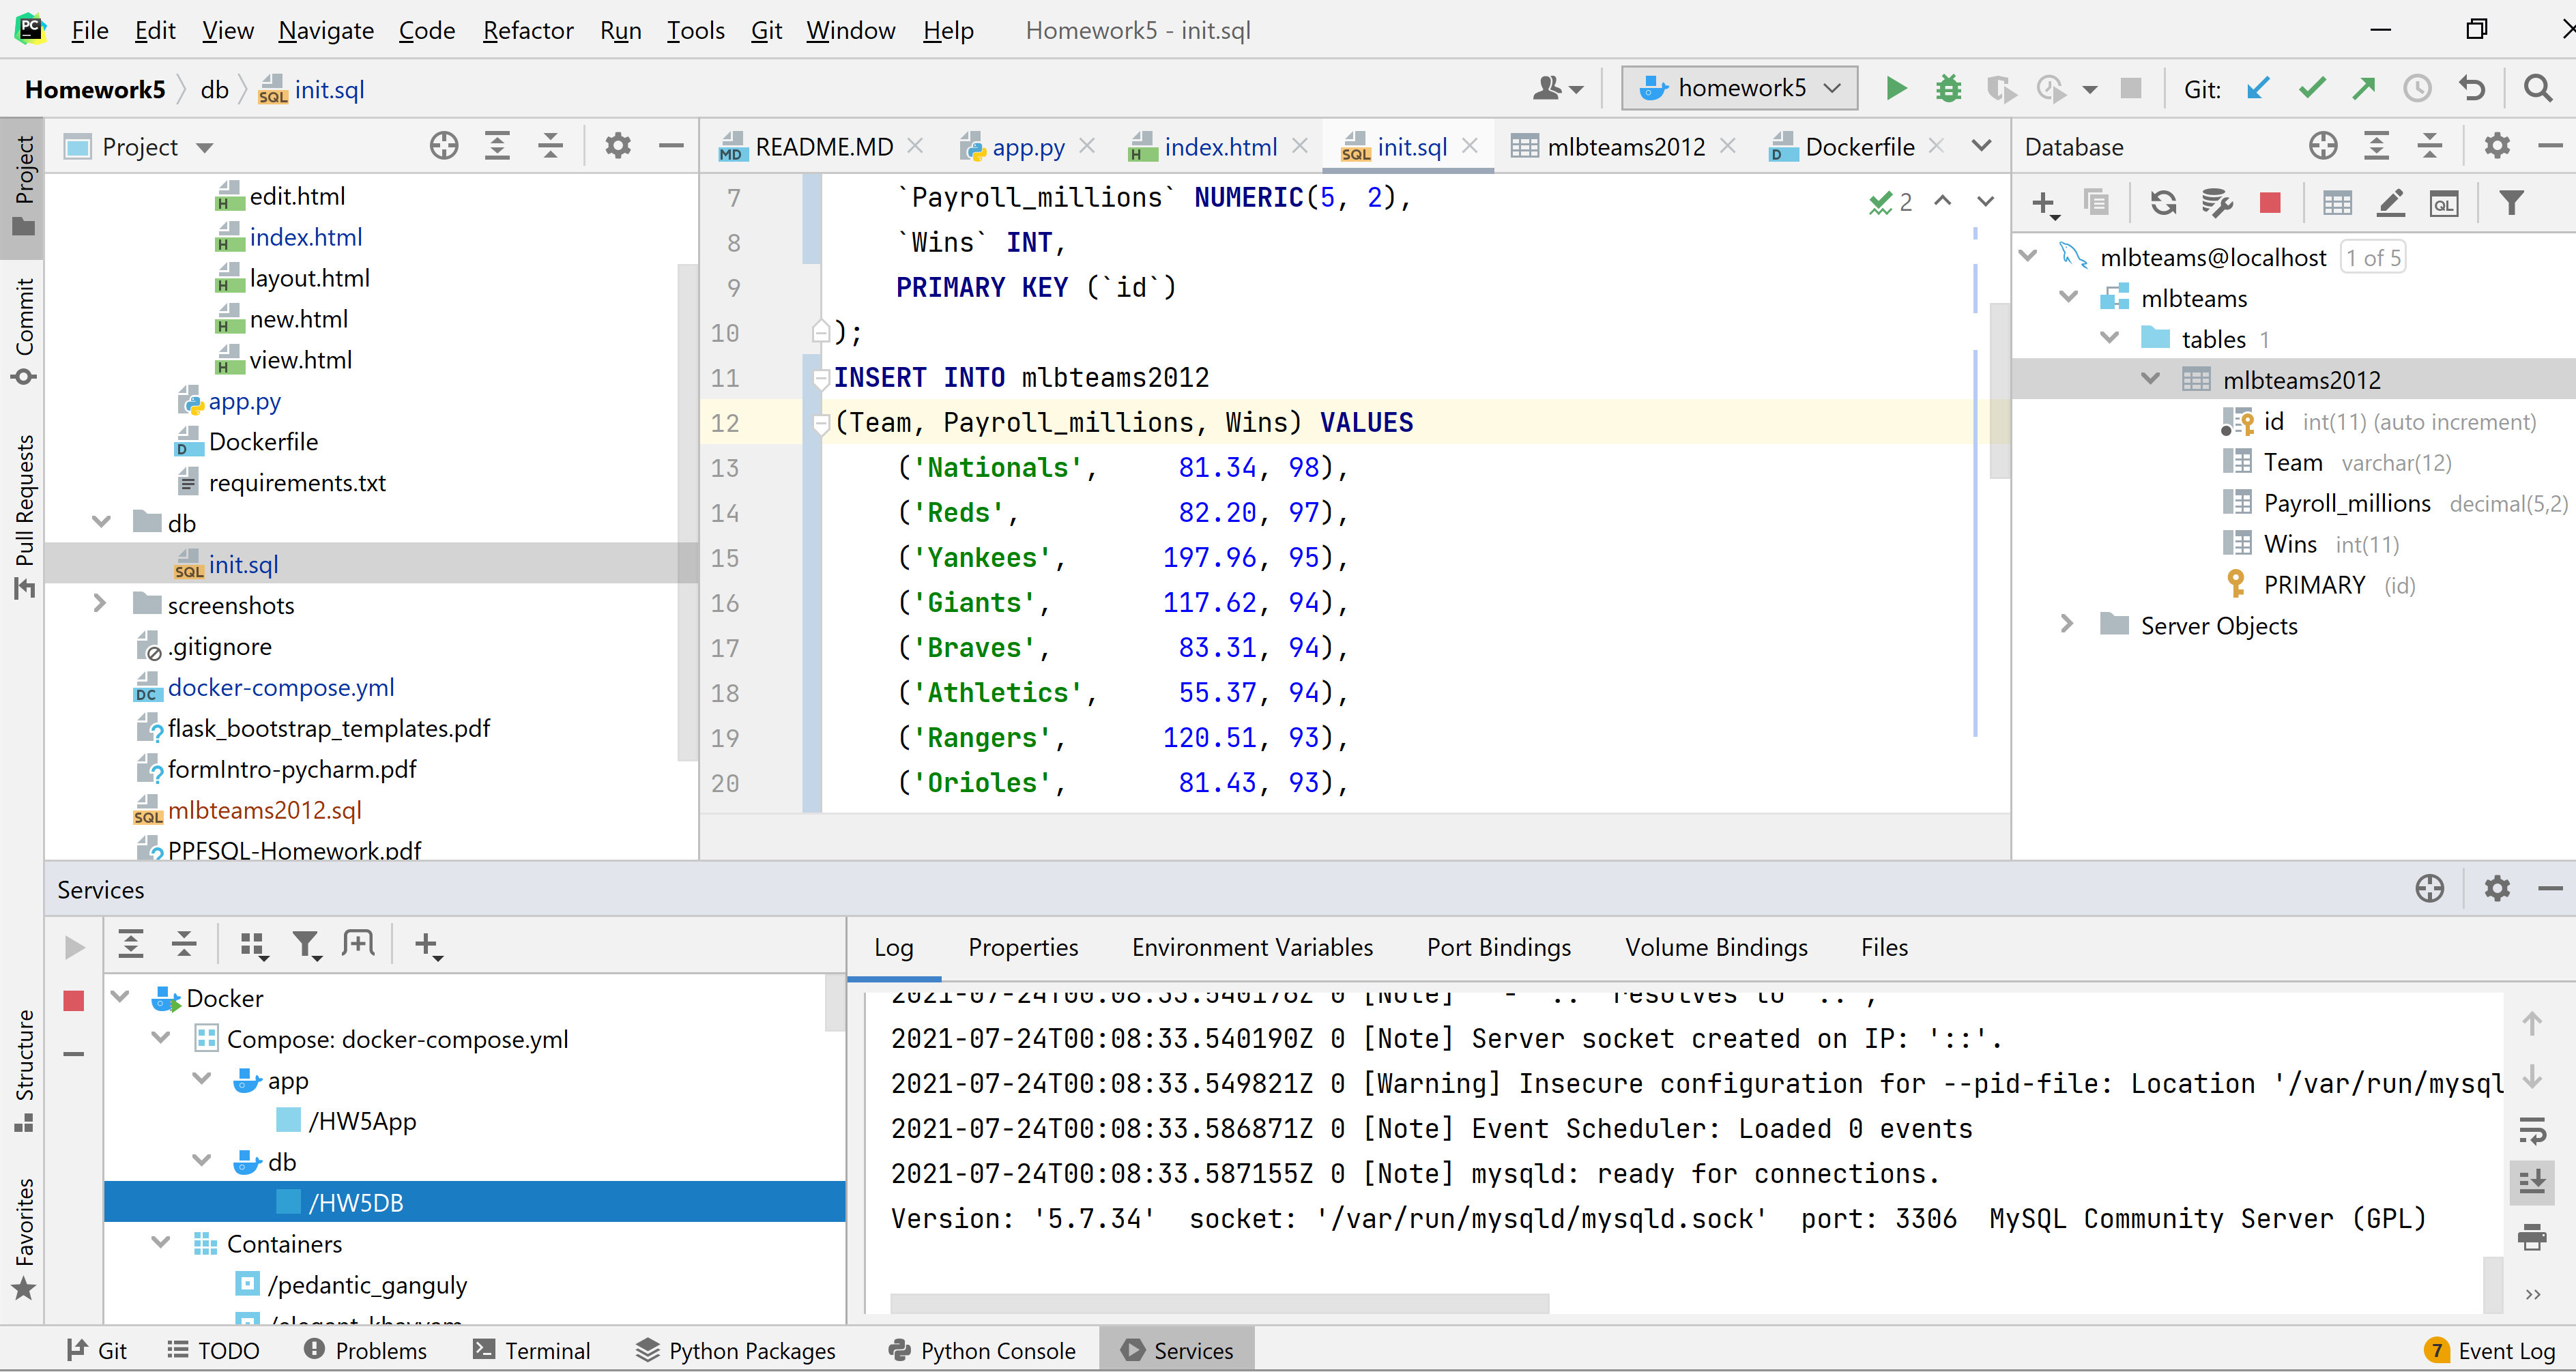 File Edit View Navigate Code Refactor Run Tools Git Window Help Homework5 - init.sql
Homework5 db init.sql
homework5 Git:
Project
README.MD app.py index.html init.sql mlbteams2012 Dockerfile
Database
Project
Commit
Pull Requests
Structure
Favorites
edit.html
index.html
layout.html
new.html
view.html
app.py
Dockerfile
requirements.txt
db
init.sql
screenshots
.gitignore
docker-compose.yml
flask_bootstrap_templates.pdf
formIntro-pycharm.pdf
mlbteams2012.sql
PPFSQL-Homework.pdf
7 `Payroll_millions` NUMERIC(5, 2),
8 `Wins` INT,
9 PRIMARY KEY (`id`)
10 );
11 INSERT INTO mlbteams2012
12 (Team, Payroll_millions, Wins) VALUES
13 ('Nationals', 81.34, 98),
14 ('Reds', 82.20, 97),
15 ('Yankees', 197.96, 95),
16 ('Giants', 117.62, 94),
17 ('Braves', 83.31, 94),
18 ('Athletics', 55.37, 94),
19 ('Rangers', 120.51, 93),
20 ('Orioles', 81.43, 93),
2
mlbteams@localhost 1 of 5
mlbteams
tables 1
mlbteams2012
id int(11) (auto increment)
Team varchar(12)
Payroll_millions decimal(5,2)
Wins int(11)
PRIMARY (id)
Server Objects
Services
Docker
Compose: docker-compose.yml
app
/HW5App
db
/HW5DB
Containers
/pedantic_ganguly
Log Properties Environment Variables Port Bindings Volume Bindings Files
2021-07-24T00:08:33.540176Z 0 [Note] - '::' resolves to '::';
2021-07-24T00:08:33.540190Z 0 [Note] Server socket created on IP: '::'.
2021-07-24T00:08:33.549821Z 0 [Warning] Insecure configuration for --pid-file: Location '/var/run/mysql
2021-07-24T00:08:33.586871Z 0 [Note] Event Scheduler: Loaded 0 events
2021-07-24T00:08:33.587155Z 0 [Note] mysqld: ready for connections.
Version: '5.7.34' socket: '/var/run/mysqld/mysqld.sock' port: 3306 MySQL Community Server (GPL)
Git TODO Problems Terminal Python Packages Python Console Services 7 Event Log